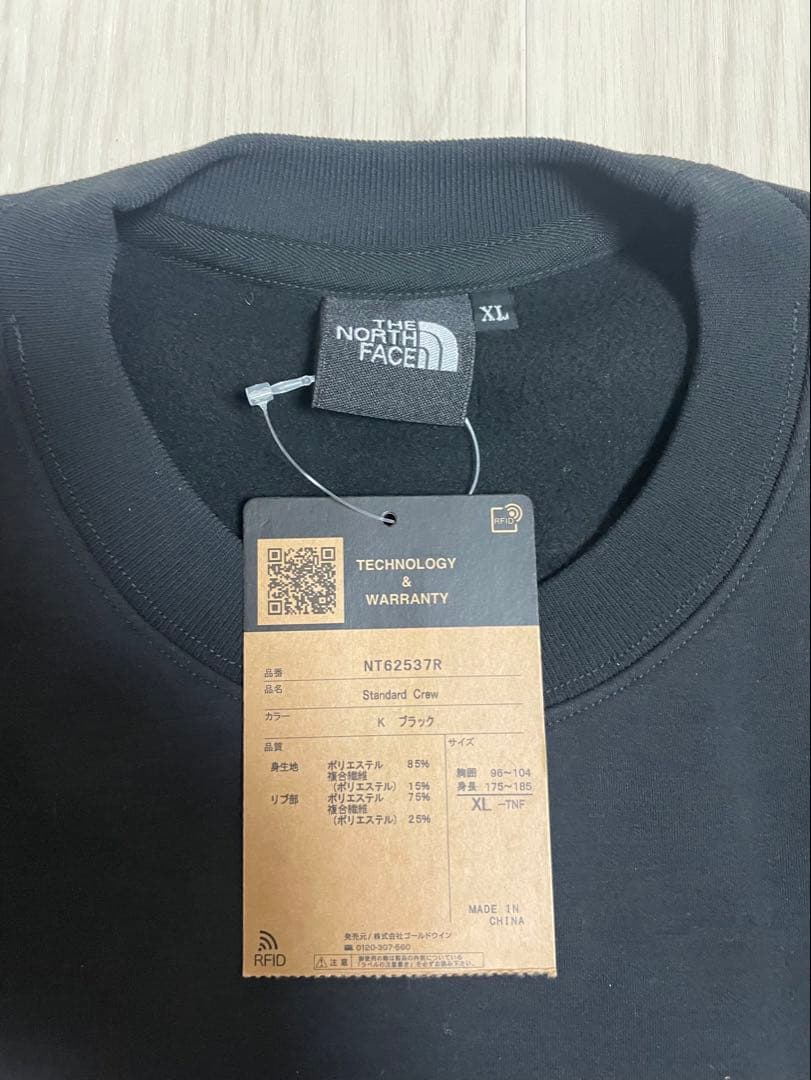 THE
NORTH
FACE
XL
RFID
TECHNOLOGY
&
WARRANTY
品番 NT62537R
品名 Standard Crew
カラー K ブラック
品質
サイズ
身生地 ポリエステル 85%
複合繊維
(ポリエステル) 15%
リブ部 ポリエステル 75%
複合繊維
(ポリエステル) 25%
胸囲 96~104
身長 175~185
XL -TNF
MADE IN
CHINA
発売元/株式会社ゴールドウイン
0120-307-560
RFID
注意